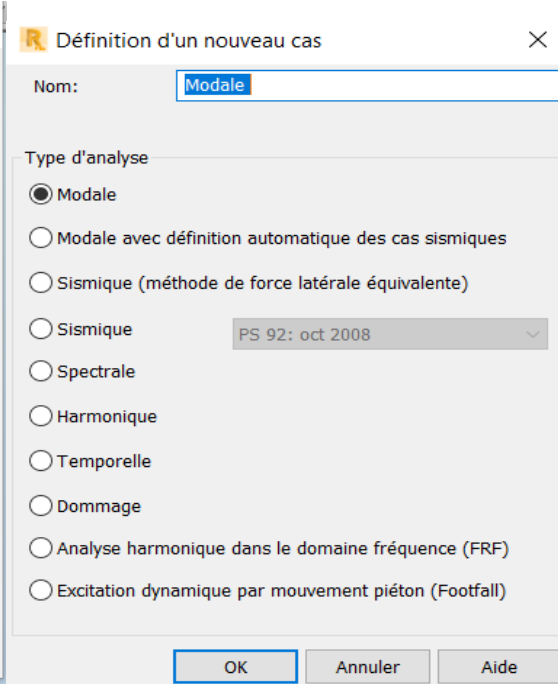 Définition d'un nouveau cas
Nom: Modale
Type d'analyse
Modale
Modale avec définition automatique des cas sismiques
Sismique (méthode de force latérale équivalente)
Sismique PS 92: oct 2008
Spectrale
Harmonique
Temporelle
Dommage
Analyse harmonique dans le domaine fréquence (FRF)
Excitation dynamique par mouvement piéton (Footfall)
OK Annuler Aide